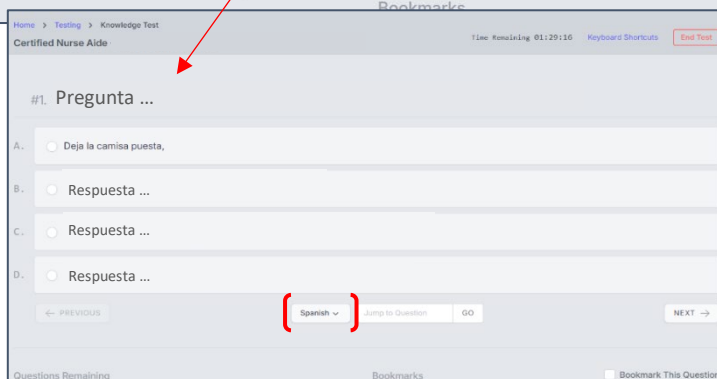 Bookmarks
Home > Testing > Knowledge Test
Certified Nurse Aide
Time Remaining 01:29:16 Keyboard Shortcuts End Test
#1. Pregunta ...
A. Deja la camisa puesta,
B. Respuesta ...
C. Respuesta ...
D. Respuesta ...
← PREVIOUS Spanish Jump to Question GO NEXT →
Questions Remaining Bookmarks Bookmark This Question